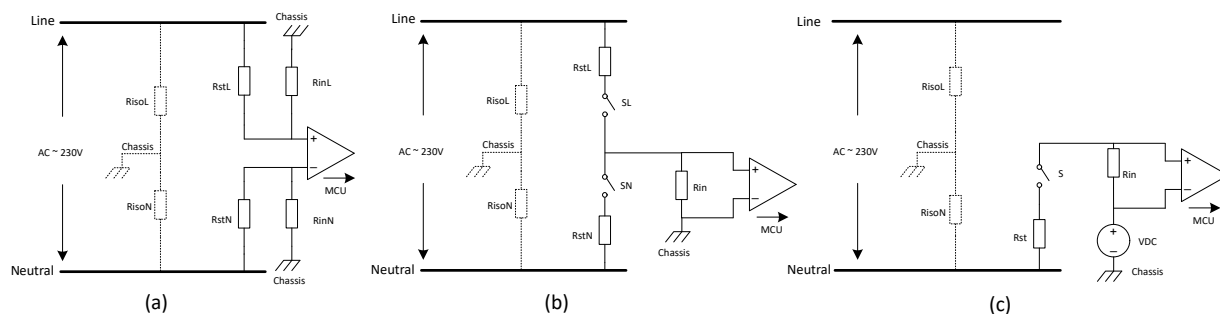 Line
Chassis
RstL
RinL
RisoL
AC ~ 230V
Chassis
+
−
MCU
RisoN
RstN
RinN
Neutral
Chassis
(a)
Line
RstL
RisoL
SL
AC ~ 230V
Chassis
+
−
SN
Rin
RisoN
MCU
RstN
Chassis
Neutral
(b)
Line
RisoL
AC ~ 230V
Chassis
+
S
Rin
−
RisoN
MCU
Rst
+
VDC
−
Neutral
Chassis
(c)